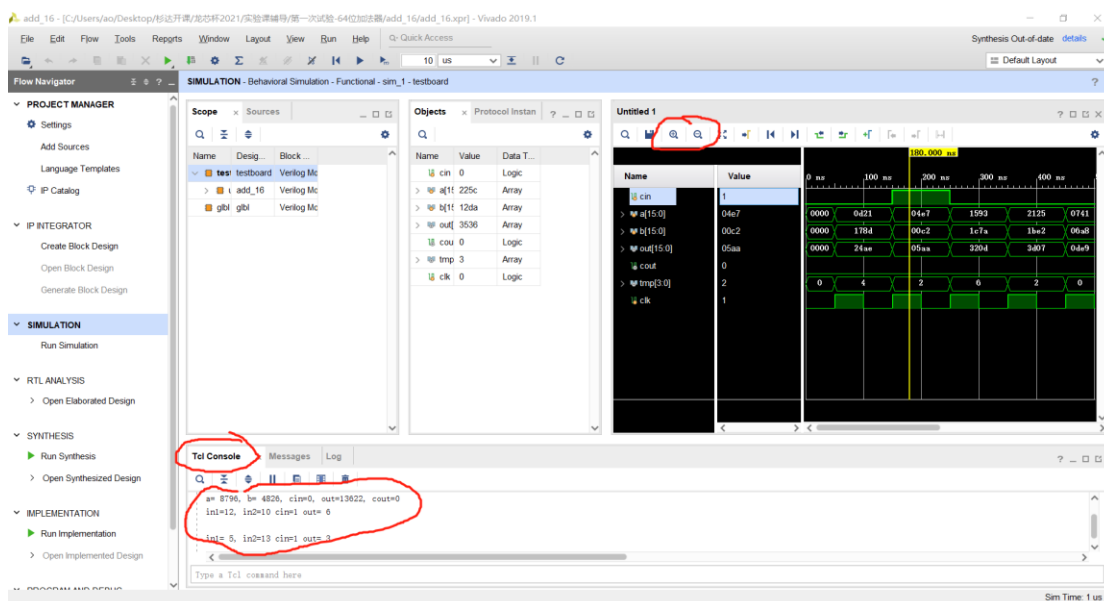 add_16 - [C:/Users/ao/Desktop/杉达开课/龙芯杯2021/实验课辅导/第一次试验-64位加法器/add_16/add_16.xpr] - Vivado 2019.1
File Edit Flow Tools Reports Window Layout View Run Help Quick Access
Synthesis Out-of-date details
10 us
Default Layout
Flow Navigator
SIMULATION - Behavioral Simulation - Functional - sim_1 - testboard
PROJECT MANAGER
Settings
Add Sources
Language Templates
IP Catalog
IP INTEGRATOR
Create Block Design
Open Block Design
Generate Block Design
SIMULATION
Run Simulation
RTL ANALYSIS
Open Elaborated Design
SYNTHESIS
Run Synthesis
Open Synthesized Design
IMPLEMENTATION
Run Implementation
Open Implemented Design
Scope Sources
Name Desig... Block ...
test testboard Verilog Mo
u add_16 Verilog Mo
glbl glbl Verilog Mo
Objects Protocol Instan
Name Value Data T...
cin 0 Logic
a[15 225c Array
b[15 12da Array
out[ 3536 Array
cou 0 Logic
tmp 3 Array
clk 0 Logic
Untitled 1
180.000 ns
Name Value
0 ns 100 ns 200 ns 300 ns 400 ns
cin 1
a[15:0] 04e7 0000 0d21 04e7 1593 2125 0741
b[15:0] 00c2 0000 178d 00c2 1c7a 1be2 06a8
out[15:0] 05aa 0000 24ae 05aa 320d 3d07 0de9
cout 0
tmp[3:0] 2 0 4 2 6 2 0
clk 1
Tcl Console Messages Log
a= 8796, b= 4826, cin=0, out=13622, cout=0
in1=12, in2=10 cin=1 out= 6
in1= 5, in2=13 cin=1 out= 3
Type a Tcl command here
Sim Time: 1 us